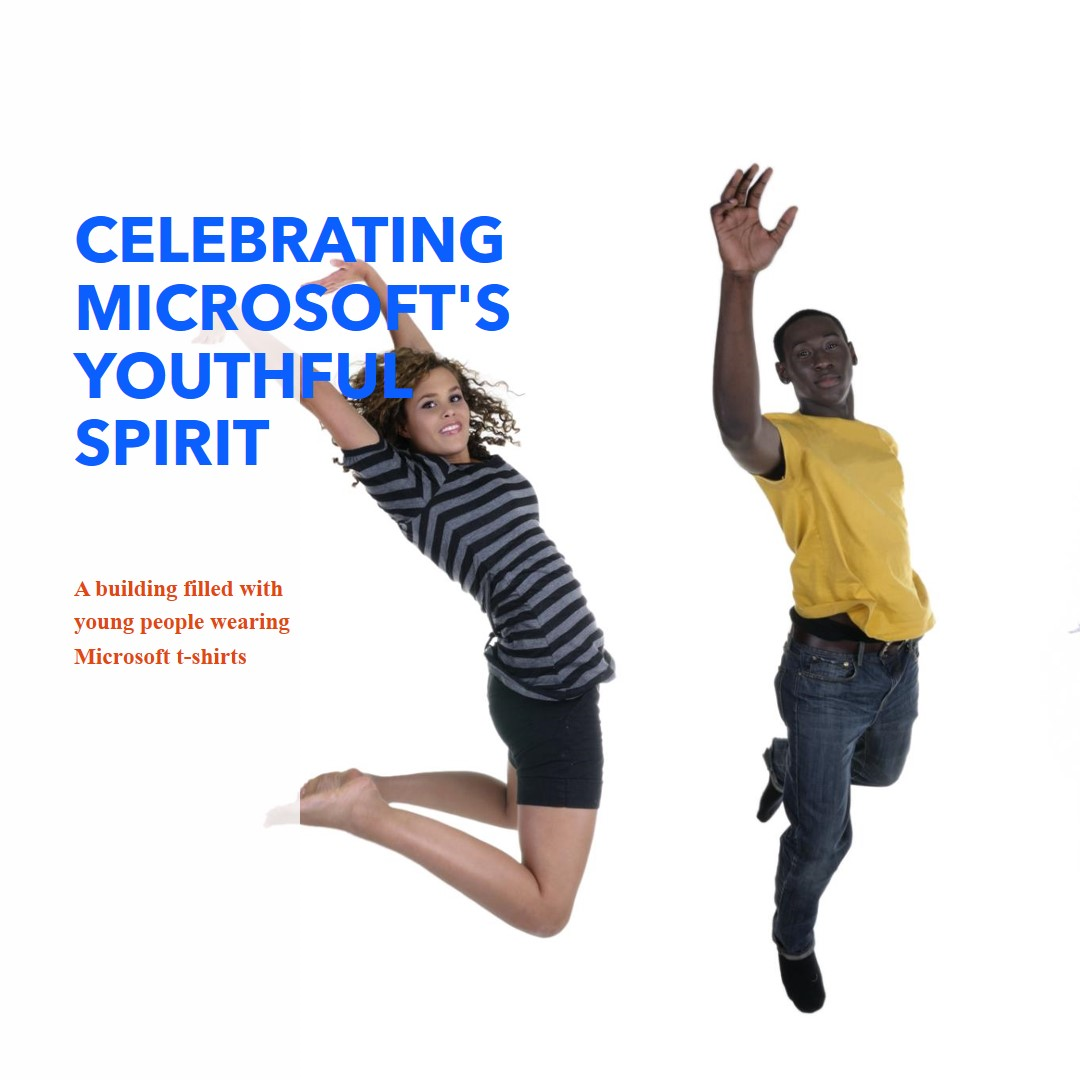 CELEBRATING
MICROSOFT'S
YOUTHFUL
SPIRIT
A building filled with
young people wearing
Microsoft t-shirts